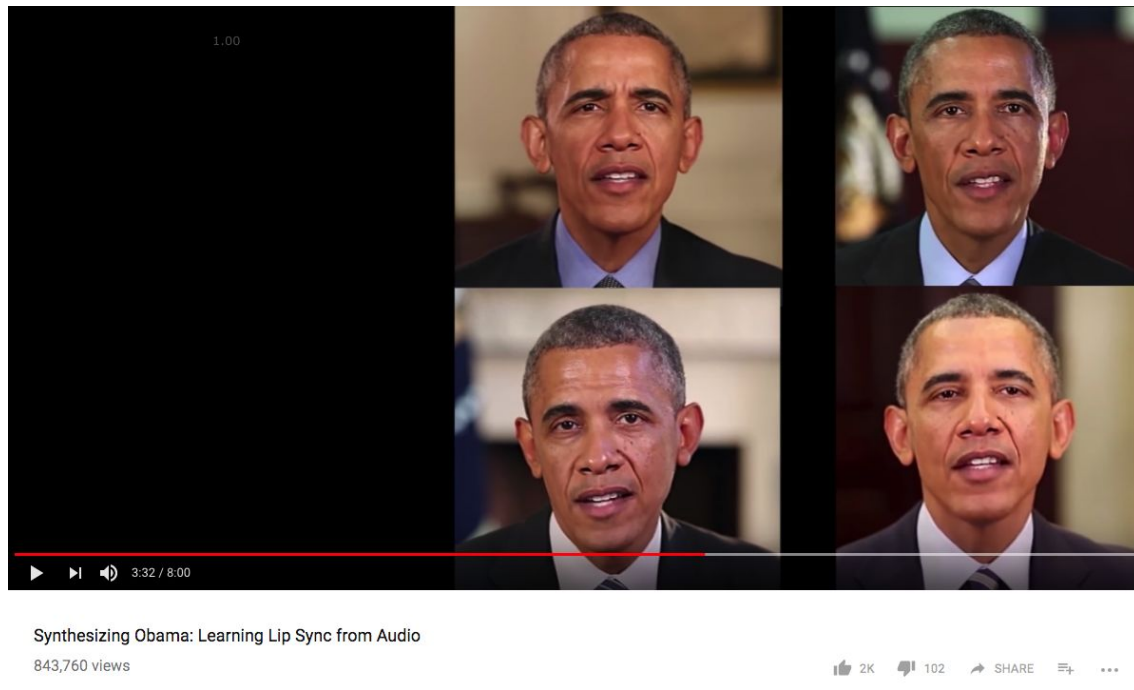 1.00
3:32 / 8:00
Synthesizing Obama: Learning Lip Sync from Audio
843,760 views
2K
102
SHARE